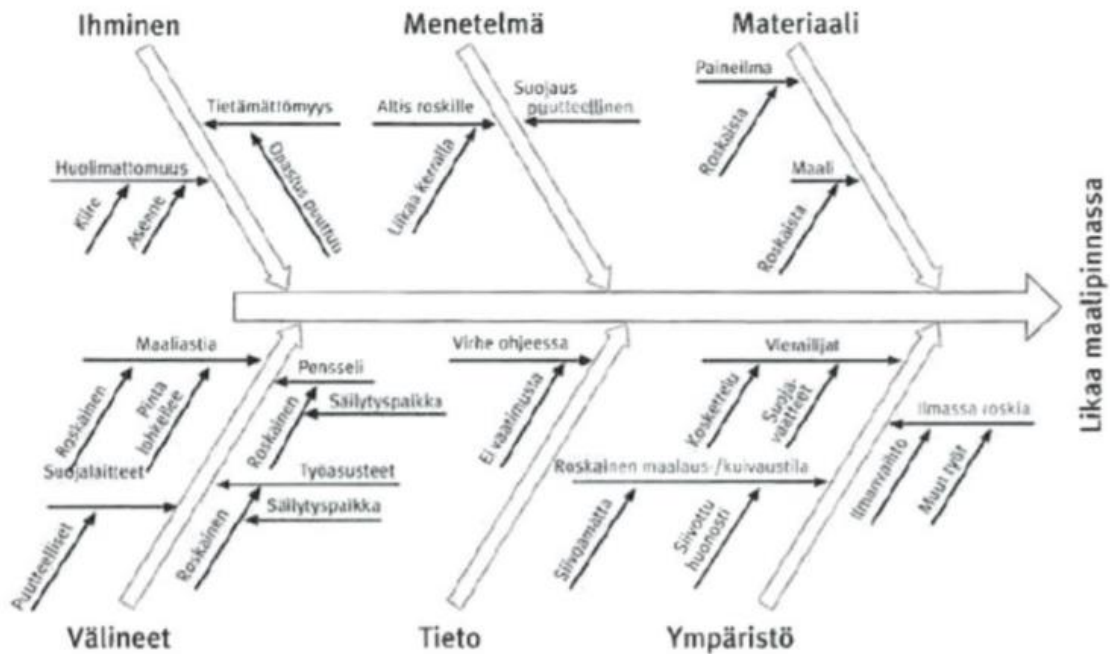 Ihminen
Menetelmä
Materiaali
Tietämättömyys
Opastus puuttuu
Huolimattomuus
Kiire
Asenne
Altis roskille
Liikaa kerralla
Suojaus
puutteellinen
Paineilma
Roskaista
Maali
Roskaista
Likaa maalipinnassa
Maaliastia
Roskainen
Pinta
lohkeilee
Pensseli
Roskainen
Säilytyspaikka
Suojalaitteet
Puutteelliset
Työasusteet
Roskainen
Säilytyspaikka
Virhe ohjeessa
Ei vaatimusta
Vierailijat
Koskettelu
Suoja-
vaatteet
Ilmassa roskia
Ilmanvaihto
Muut työt
Roskainen maalaus-/kuivaustila
Siivoamatta
Siivottu
huonosti
Välineet
Tieto
Ympäristö